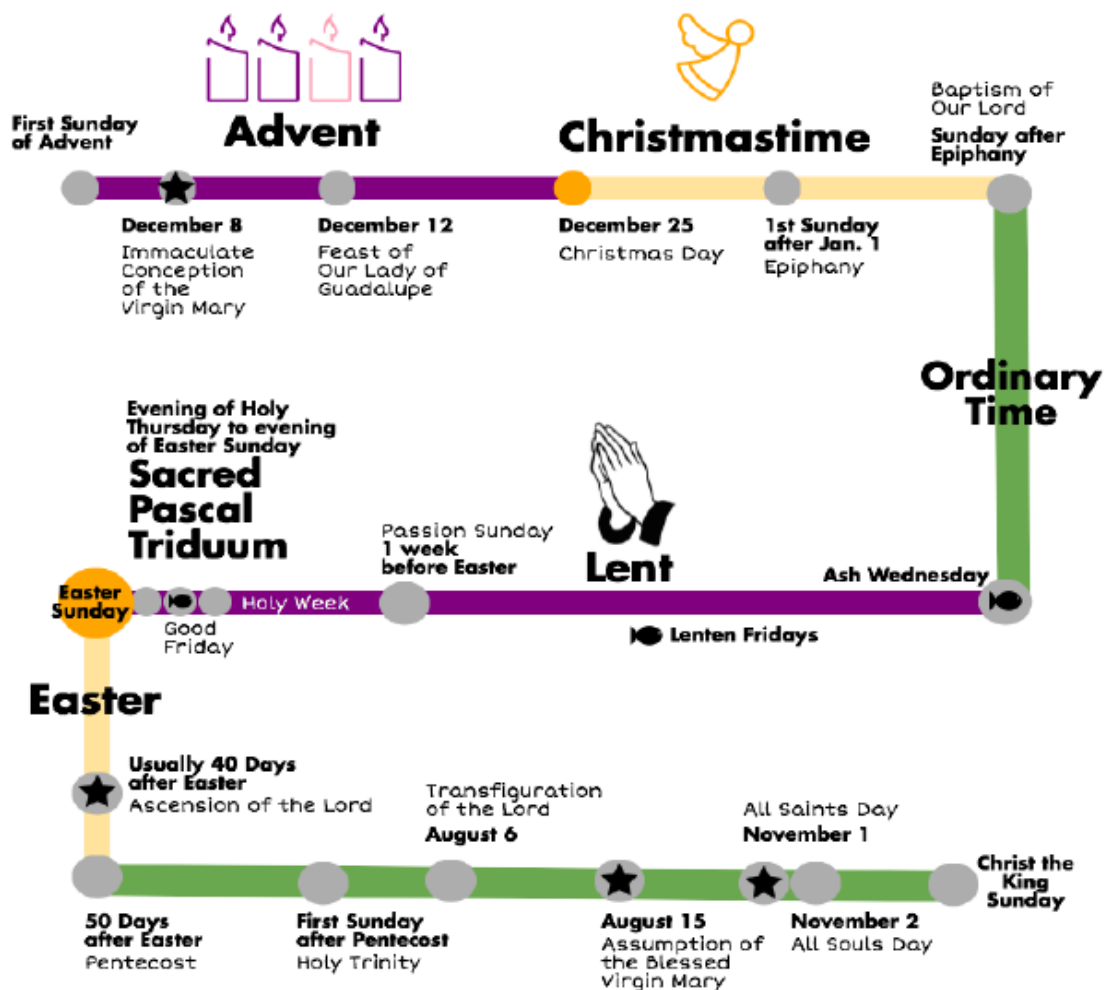 First Sunday
of Advent
Advent
Christmastime
Baptism of
Our Lord
Sunday after
Epiphany
December 8
Immaculate
Conception
of the
Virgin Mary
December 12
Feast of
Our Lady of
Guadalupe
December 25
Christmas Day
1st Sunday
after Jan. 1
Epiphany
Ordinary
Time
Evening of Holy
Thursday to evening
of Easter Sunday
Sacred
Pascal
Triduum
Passion Sunday
1 week
before Easter
Lent
Ash Wednesday
Easter
Sunday
Holy Week
Good
Friday
Lenten Fridays
Easter
Usually 40 Days
after Easter
Ascension of the Lord
Transfiguration
of the Lord
August 6
All Saints Day
November 1
Christ the
King
Sunday
50 Days
after Easter
Pentecost
First Sunday
after Pentecost
Holy Trinity
August 15
Assumption of
the Blessed
Virgin Mary
November 2
All Souls Day